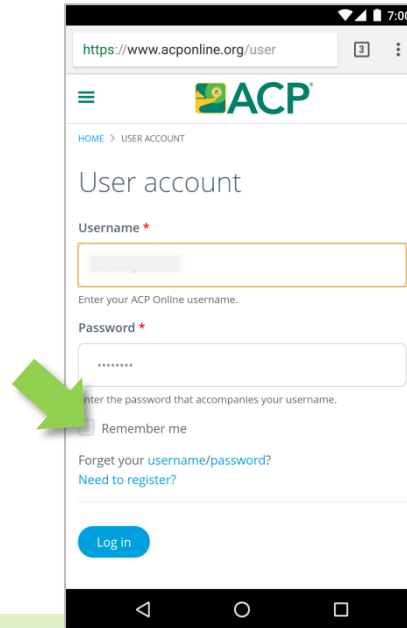 7:00
https://www.acponline.org/user
3
ACP
HOME > USER ACCOUNT
User account
Username *
Enter your ACP Online username.
Password *
••••••••
Enter the password that accompanies your username.
Remember me
Forget your username/password?
Need to register?
Log in